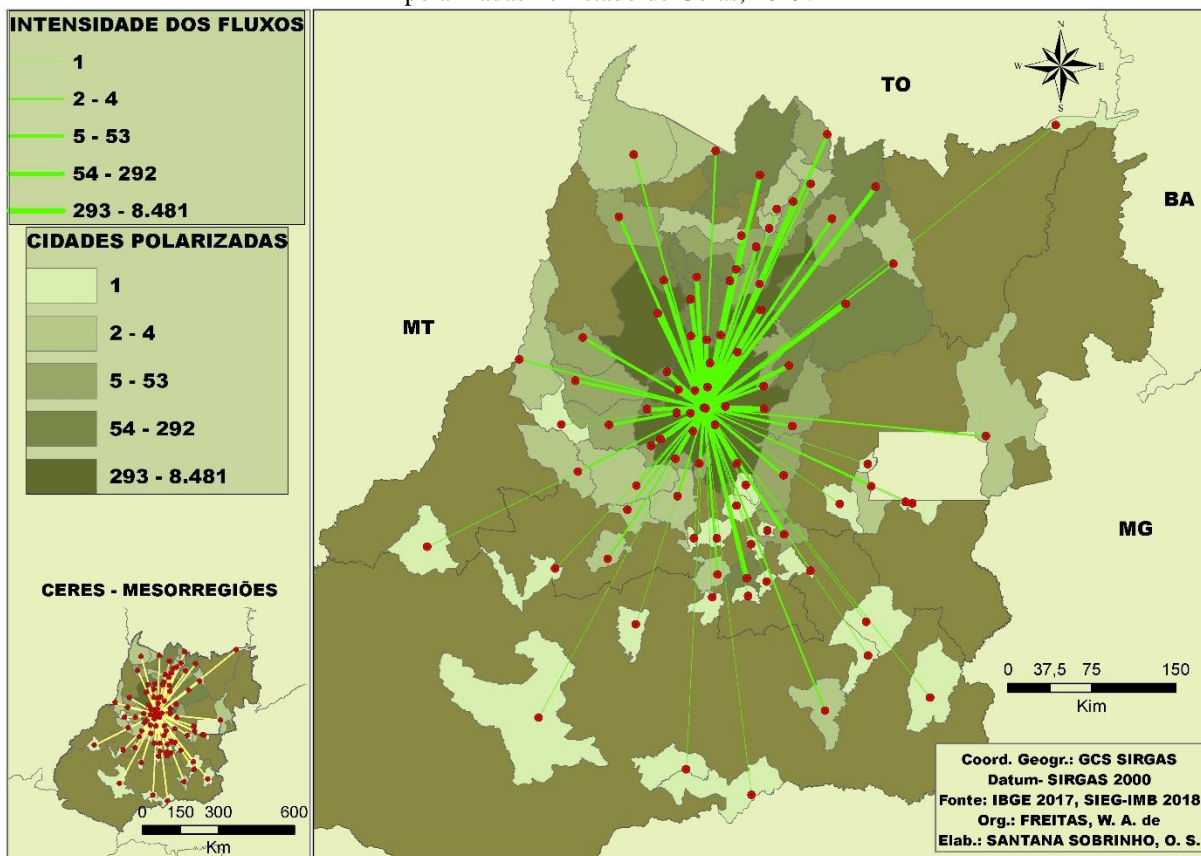 INTENSIDADE DOS FLUXOS
1
2 - 4
5 - 53
54 - 292
293 - 8.481
CIDADES POLARIZADAS
1
2 - 4
5 - 53
54 - 292
293 - 8.481
CERES - MESORREGIÕES
0 150 300 600
Km
TO
N
W E
S
BA
MT
MG
0 37,5 75 150
Kim
Coord. Geogr.: GCS SIRGAS
Datum- SIRGAS 2000
Fonte: IBGE 2017, SIEG-IMB 2018
Org.: FREITAS, W. A. de
Elab.: SANTANA SOBRINHO, O. S.